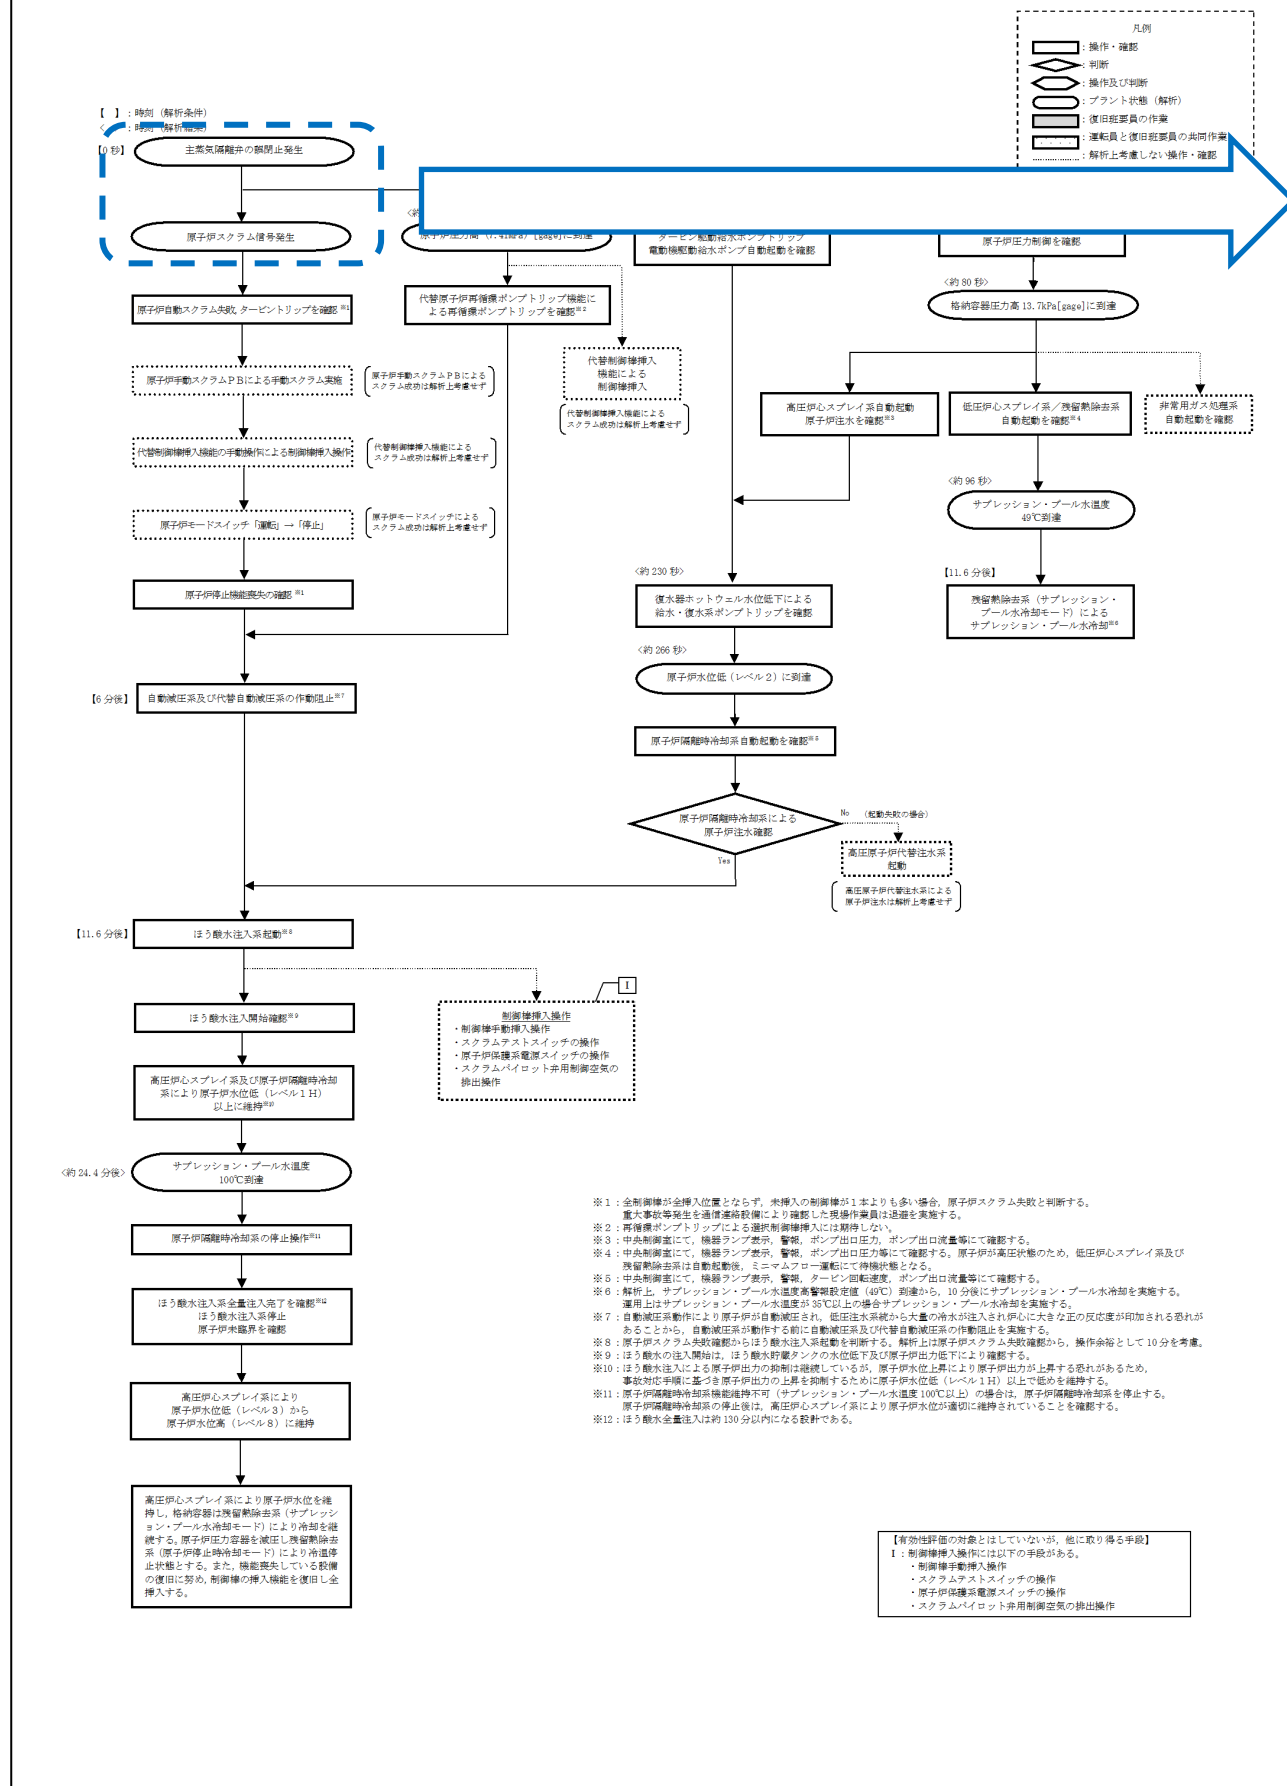 凡例
：操作・確認
：判断
：操作及び判断
：プラント状態（解析）
：復旧班要員の作業
：運転員と復旧班要員の共同作業
：解析上考慮しない操作・確認
【　】：時刻（解析条件）
：時刻（解析結果）
【0 秒】
主蒸気隔離弁の誤閉止発生
原子炉スクラム信号発生
原子炉圧力高（7.41MPa）[gage]に到達
タービン駆動給水ポンプトリップ
電動機駆動給水ポンプ自動起動を確認
原子炉圧力制御を確認
原子炉自動スクラム失敗，タービントリップを確認 ※1
代替原子炉再循環ポンプトリップ機能に
よる再循環ポンプトリップを確認※2
<約 80 秒>
格納容器圧力高 13.7kPa[gage]に到達
代替制御棒挿入
機能による
制御棒挿入
代替制御棒挿入機能による
スクラム成功は解析上考慮せず
原子炉手動スクラムＰＢによる手動スクラム実施
原子炉手動スクラムＰＢによる
スクラム成功は解析上考慮せず
高圧炉心スプレイ系自動起動
原子炉注水を確認※3
低圧炉心スプレイ系／残留熱除去系
自動起動を確認※4
非常用ガス処理系
自動起動を確認
代替制御棒挿入機能の手動操作による制御棒挿入操作
代替制御棒挿入機能による
スクラム成功は解析上考慮せず
<約 96 秒>
サプレッション・プール水温度
49℃到達
原子炉モードスイッチ「運転」→「停止」
原子炉モードスイッチによる
スクラム成功は解析上考慮せず
原子炉停止機能喪失の確認 ※1
<約 230 秒>
復水器ホットウェル水位低下による
給水・復水系ポンプトリップを確認
【11.6 分後】
残留熱除去系（サプレッション・
プール水冷却モード）による
サプレッション・プール水冷却※6
<約 266 秒>
原子炉水位低（レベル２）に到達
【6 分後】
自動減圧系及び代替自動減圧系の作動阻止※7
原子炉隔離時冷却系自動起動を確認※5
原子炉隔離時冷却系による
原子炉注水確認
No　（起動失敗の場合）
Yes
高圧原子炉代替注水系
起動
高圧原子炉代替注水系による
原子炉注水は解析上考慮せず
【11.6 分後】
ほう酸水注入系起動※8
ほう酸水注入開始確認※9
Ⅰ
制御棒挿入操作
・制御棒手動挿入操作
・スクラムテストスイッチの操作
・原子炉保護系電源スイッチの操作
・スクラムパイロット弁用制御空気の
排出操作
高圧炉心スプレイ系及び原子炉隔離時冷却
系により原子炉水位低（レベル１Ｈ）
以上に維持※10
<約 24.4 分後>
サプレッション・プール水温度
100℃到達
原子炉隔離時冷却系の停止操作※11
ほう酸水注入系全量注入完了を確認※12
ほう酸水注入系停止
原子炉未臨界を確認
高圧炉心スプレイ系により
原子炉水位低（レベル３）から
原子炉水位高（レベル８）に維持
高圧炉心スプレイ系により原子炉水位を維
持し，格納容器は残留熱除去系（サプレッシ
ョン・プール水冷却モード）により冷却を継
続する。原子炉圧力容器を減圧し残留熱除去
系（原子炉停止時冷却モード）により冷温停
止状態とする。また，機能喪失している設備
の復旧に努め，制御棒の挿入機能を復旧し全
挿入する。
※１：全制御棒が全挿入位置とならず，未挿入の制御棒が１本よりも多い場合，原子炉スクラム失敗と判断する。
重大事故等発生を通信連絡設備により確認した現場作業員は退避を実施する。
※２：再循環ポンプトリップによる選択制御棒挿入には期待しない。
※３：中央制御室にて，機器ランプ表示，警報，ポンプ出口圧力，ポンプ出口流量等にて確認する。
※４：中央制御室にて，機器ランプ表示，警報，ポンプ出口圧力等にて確認する。原子炉が高圧状態のため，低圧炉心スプレイ系及び
残留熱除去系は自動起動後，ミニマムフロー運転にて待機状態となる。
※５：中央制御室にて，機器ランプ表示，警報，タービン回転速度，ポンプ出口流量等にて確認する。
※６：解析上，サプレッション・プール水温度高警報設定値（49℃）到達から，10 分後にサプレッション・プール水冷却を実施する。
運用上はサプレッション・プール水温度が 35℃以上の場合サプレッション・プール水冷却を実施する。
※７：自動減圧系動作により原子炉が自動減圧され，低圧注水系統から大量の冷水が注入され炉心に大きな正の反応度が印加される恐れが
あることから，自動減圧系が動作する前に自動減圧系及び代替自動減圧系の作動阻止を実施する。
※８：原子炉スクラム失敗確認からほう酸水注入系起動を判断する。解析上は原子炉スクラム失敗確認から，操作余裕として 10 分を考慮。
※９：ほう酸水の注入開始は，ほう酸水貯蔵タンクの水位低下及び原子炉出力低下により確認する。
※10：ほう酸水注入による原子炉出力の抑制は継続しているが，原子炉水位上昇により原子炉出力が上昇する恐れがあるため，
事故対応手順に基づき原子炉出力の上昇を抑制するために原子炉水位低（レベル１Ｈ）以上で低めを維持する。
※11：原子炉隔離時冷却系機能維持不可（サプレッション・プール水温度 100℃以上）の場合は，原子炉隔離時冷却系を停止する。
原子炉隔離時冷却系の停止後は，高圧炉心スプレイ系により原子炉水位が適切に維持されていることを確認する。
※12：ほう酸水全量注入は約 130 分以内になる設計である。
【有効性評価の対象とはしていないが，他に取り得る手段】
Ⅰ：制御棒挿入操作には以下の手段がある。
・制御棒手動挿入操作
・スクラムテストスイッチの操作
・原子炉保護系電源スイッチの操作
・スクラムパイロット弁用制御空気の排出操作